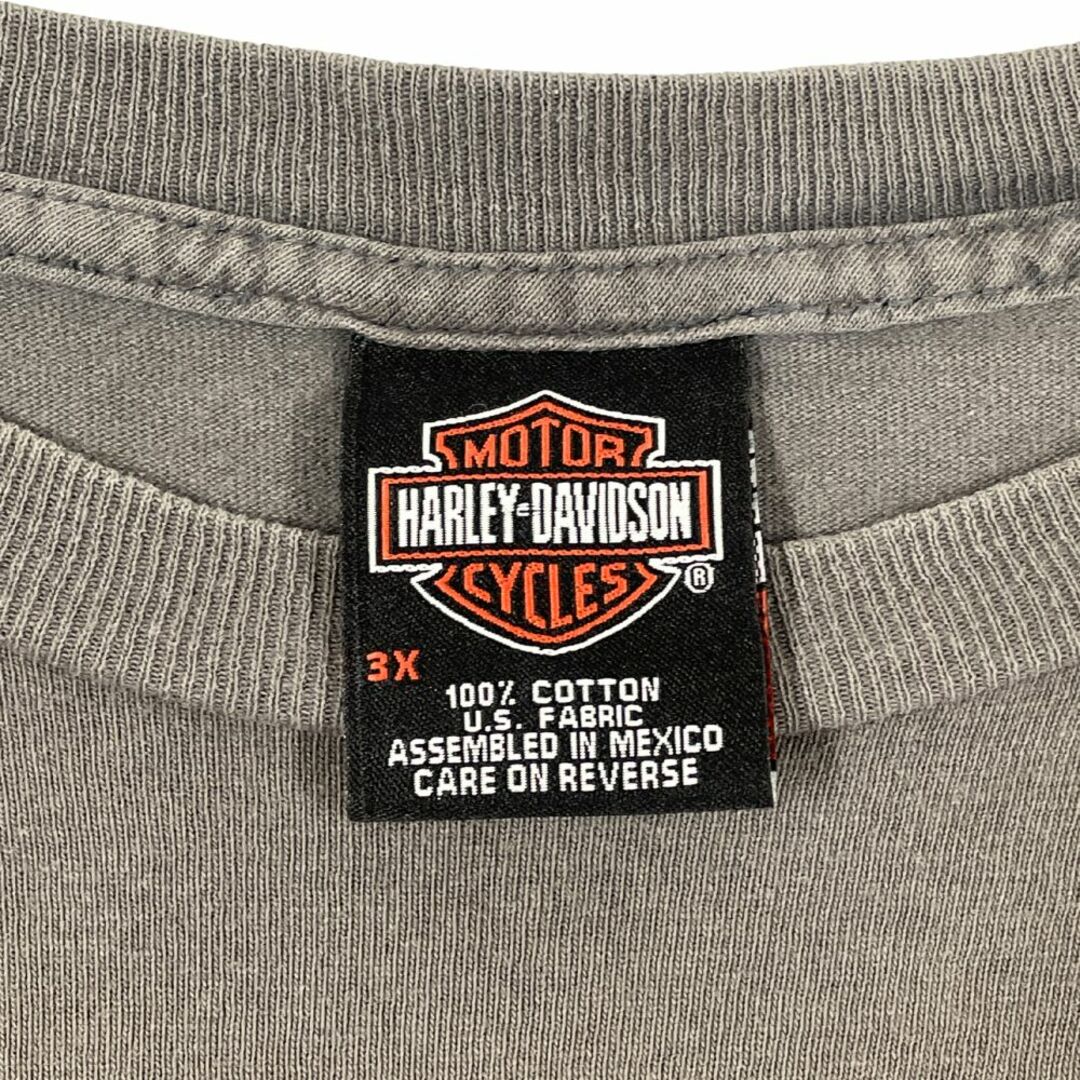 MOTOR
HARLEY-DAVIDSON
CYCLES
®
3X
100% COTTON
U.S. FABRIC
ASSEMBLED IN MEXICO
CARE ON REVERSE